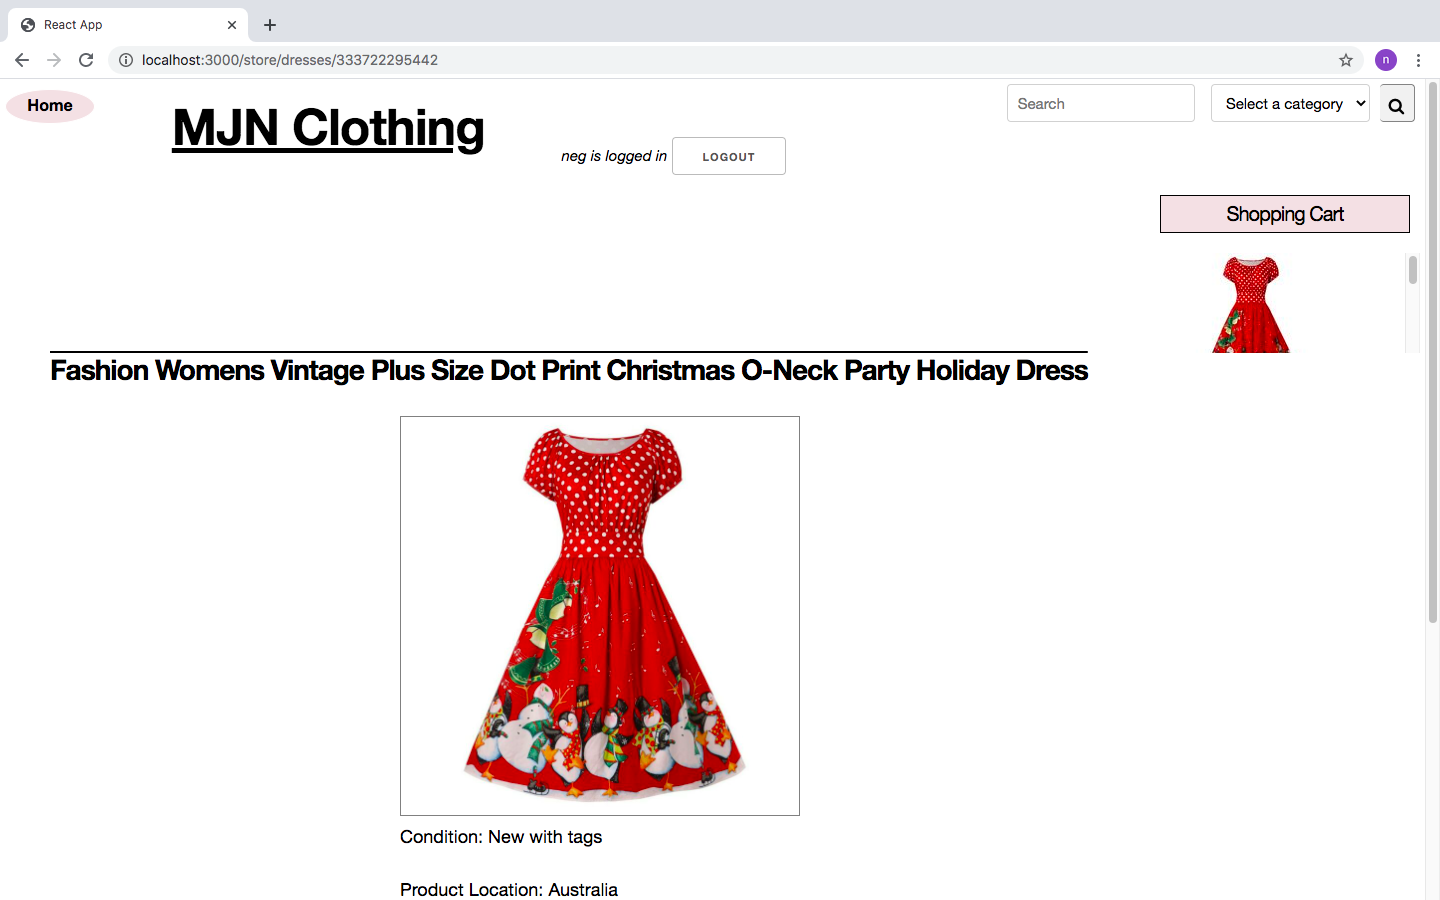 React App
localhost:3000/store/dresses/333722295442
n
Home
MJN Clothing
neg is logged in
LOGOUT
Search
Select a category
Shopping Cart
Fashion Womens Vintage Plus Size Dot Print Christmas O-Neck Party Holiday Dress
Condition: New with tags
Product Location: Australia